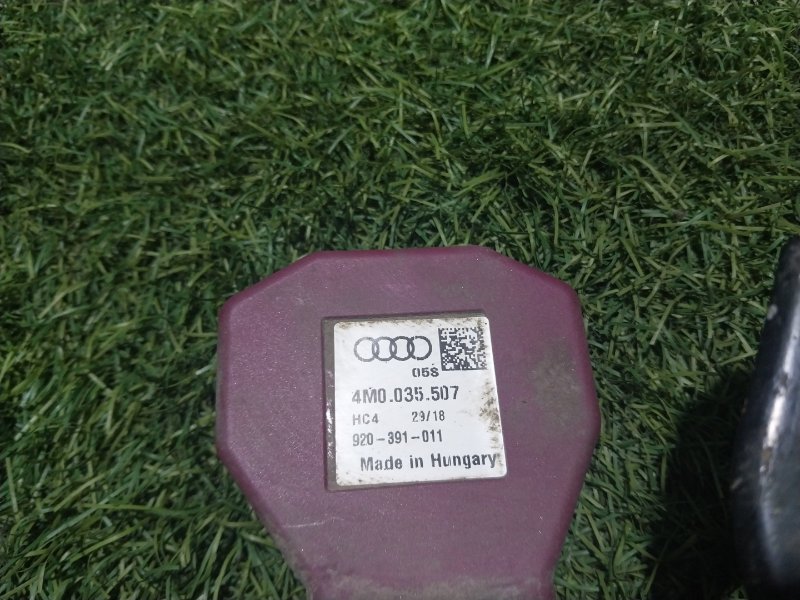 05S
4M0.035.507
HC4 29/18
920-391-011
Made in Hungary